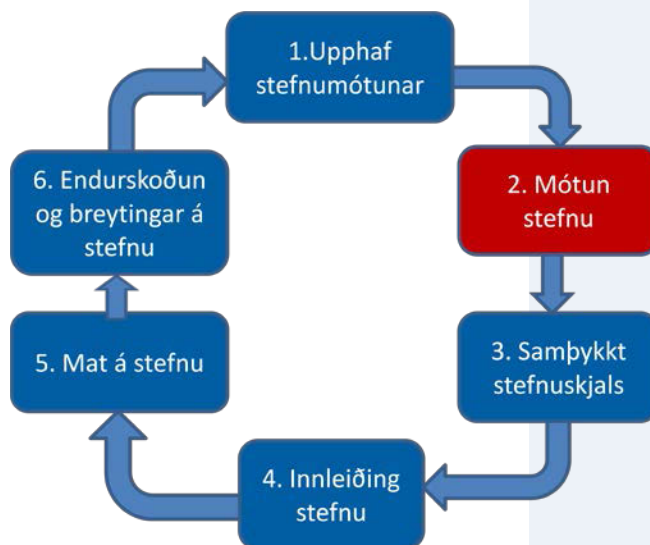 1.Upphaf
stefnumótunar
2. Mótun
stefnu
3. Samþykkt
stefnuskjals
4. Innleiðing
stefnu
5. Mat á stefnu
6. Endurskoðun
og breytingar á
stefnu